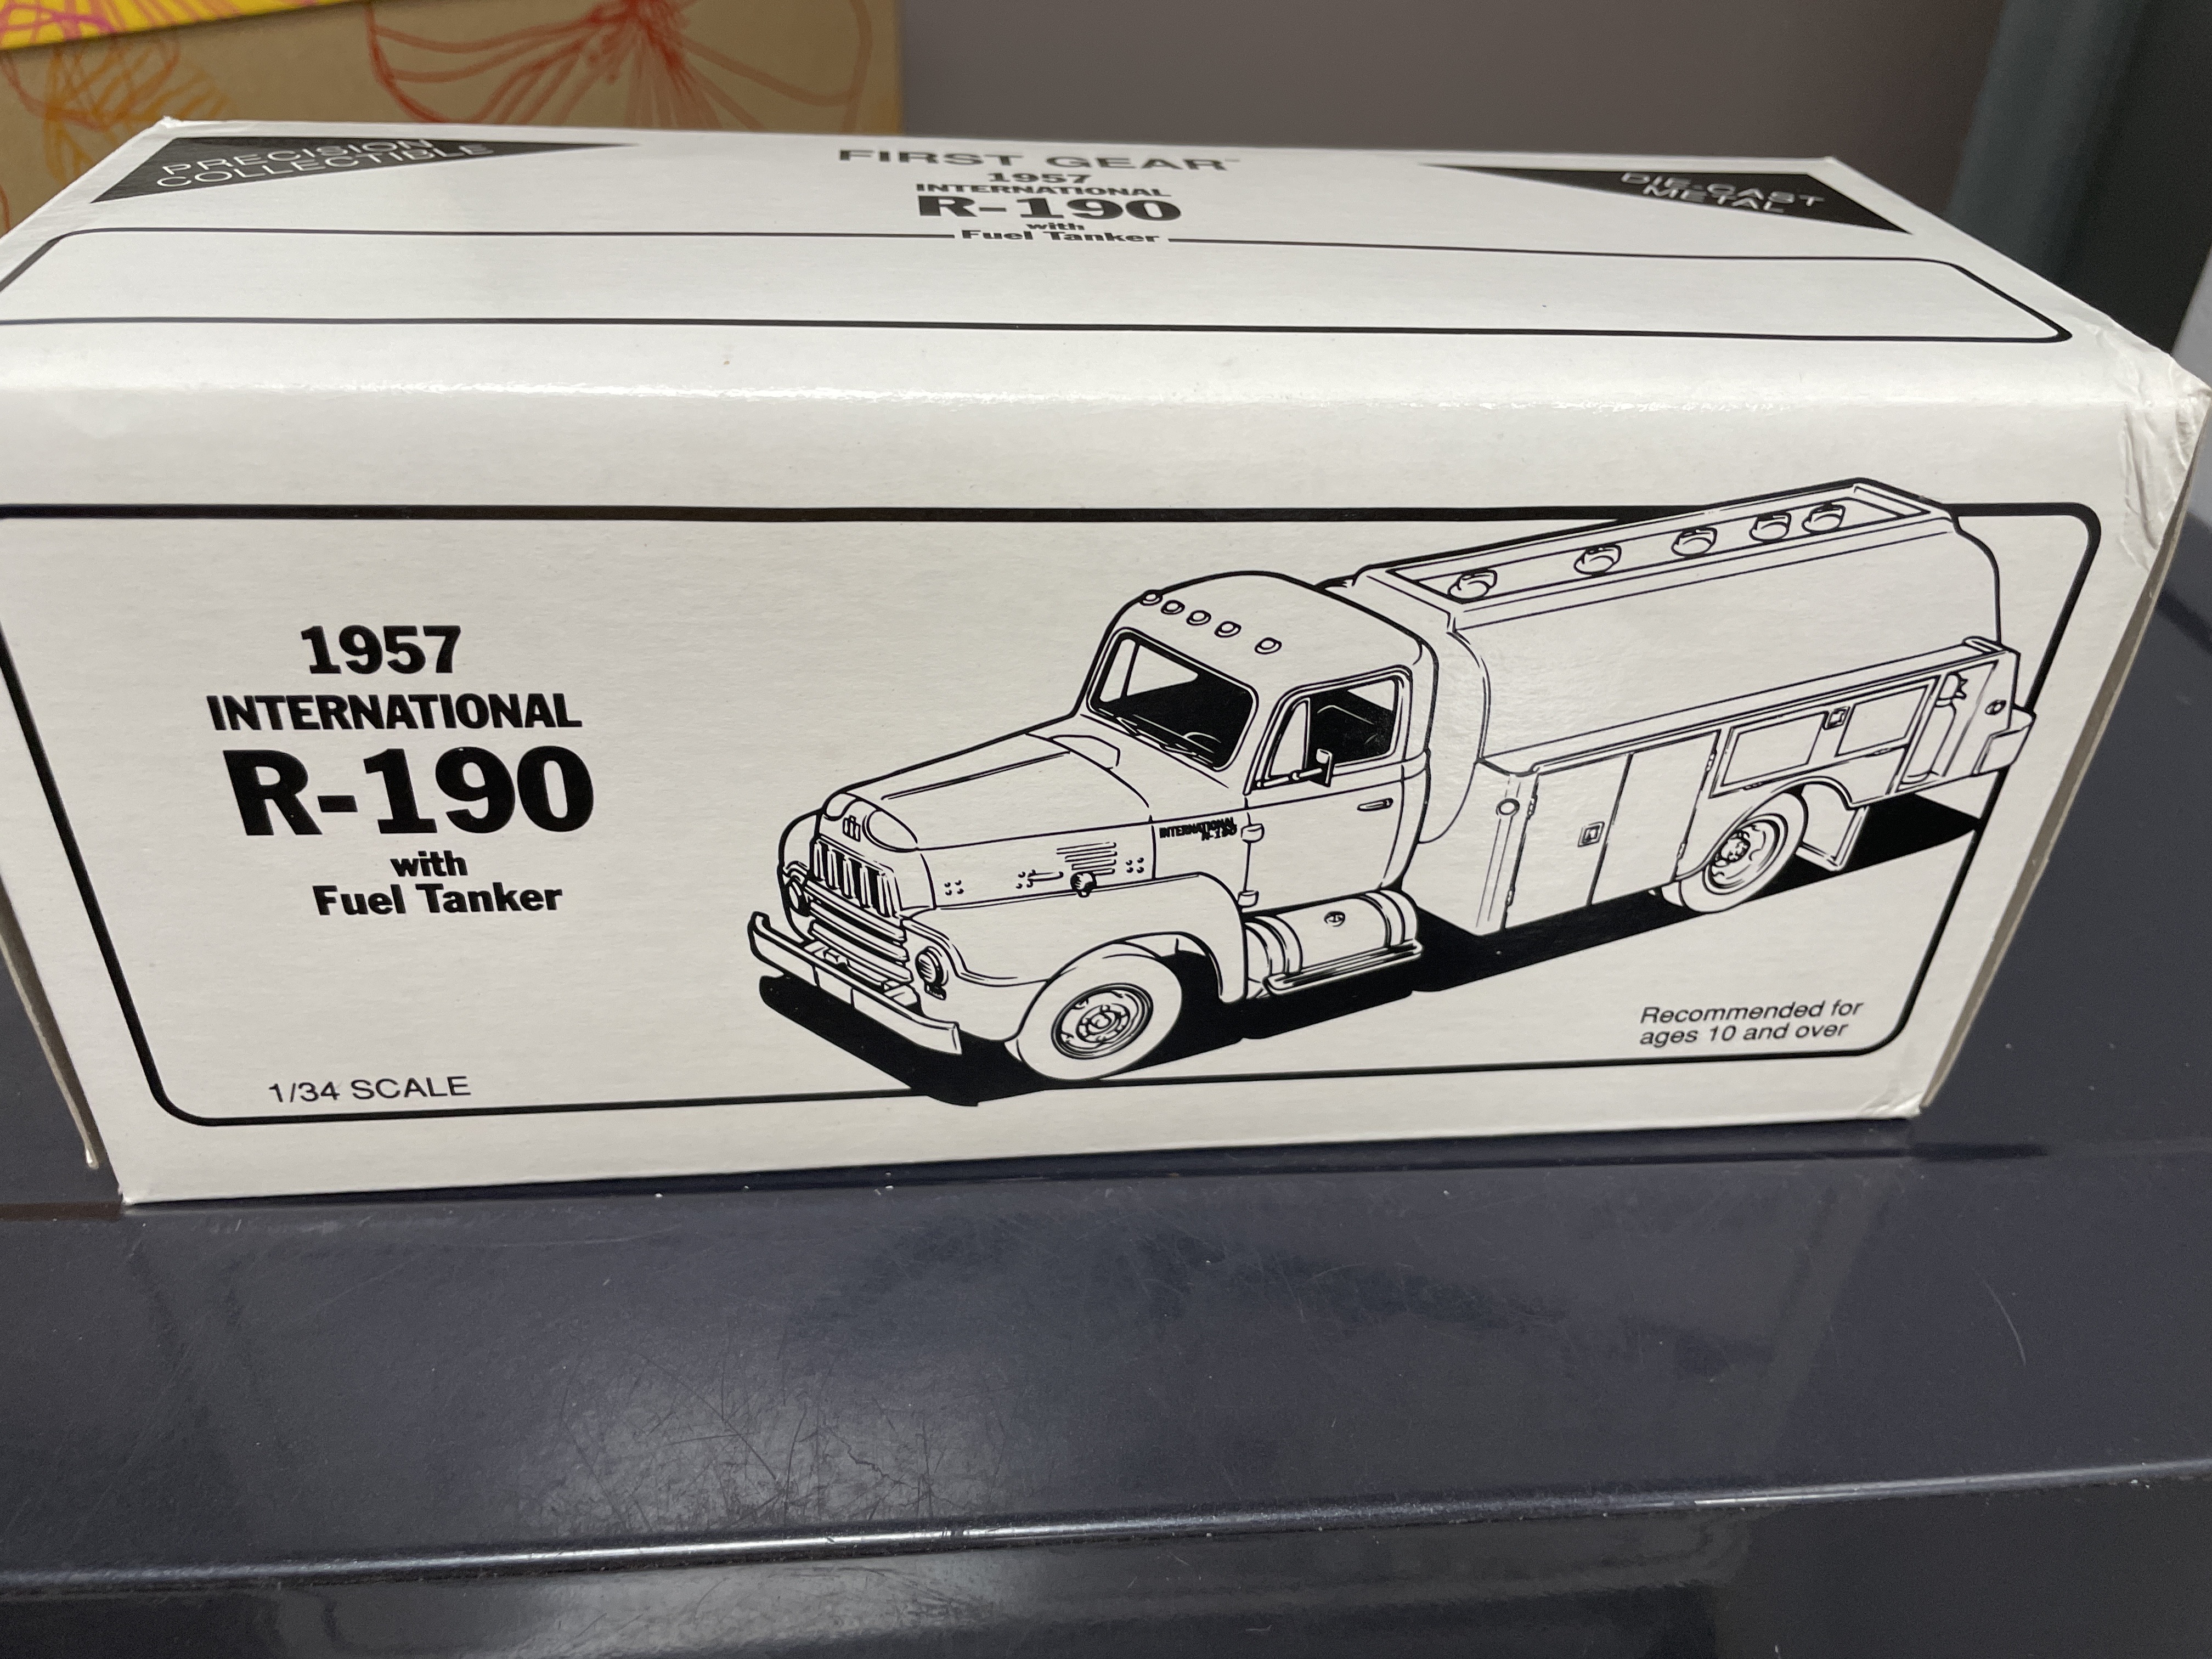 PRECISION
COLLECTIBLE
FIRST GEAR™
1957
INTERNATIONAL
R-190
with
Fuel Tanker
DIE-CAST
METAL
1957
INTERNATIONAL
R-190
with
Fuel Tanker
INTERNATIONAL
R-190
1/34 SCALE
Recommended for
ages 10 and over